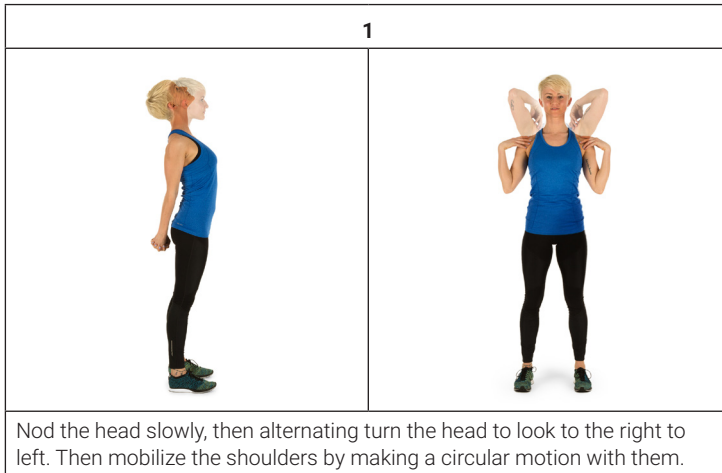 1
Nod the head slowly, then alternating turn the head to look to the right to
left. Then mobilize the shoulders by making a circular motion with them.